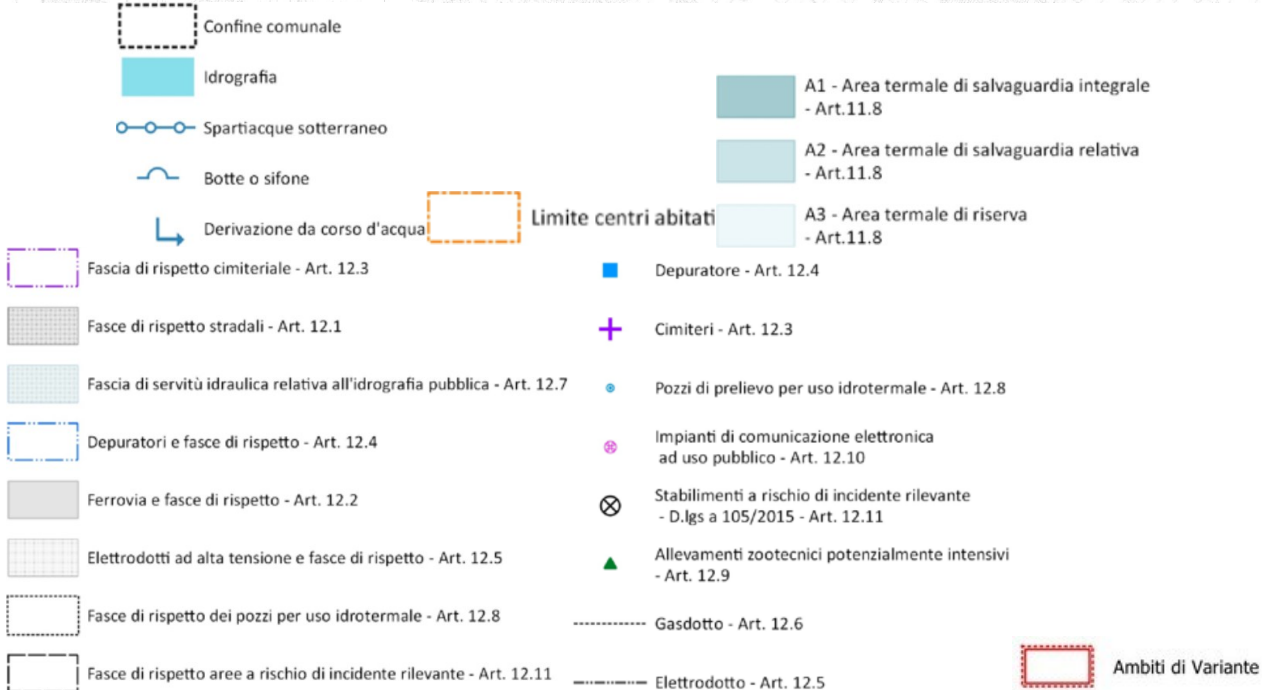 Confine comunale
Idrografia
Spartiacque sotterraneo
Botte o sifone
Derivazione da corso d'acqua
Limite centri abitati
A1 - Area termale di salvaguardia integrale
- Art.11.8
A2 - Area termale di salvaguardia relativa
- Art.11.8
A3 - Area termale di riserva
- Art.11.8
Fascia di rispetto cimiteriale - Art. 12.3
Fasce di rispetto stradali - Art. 12.1
Fascia di servitù idraulica relativa all'idrografia pubblica - Art. 12.7
Depuratori e fasce di rispetto - Art. 12.4
Ferrovia e fasce di rispetto - Art. 12.2
Elettrodotti ad alta tensione e fasce di rispetto - Art. 12.5
Fasce di rispetto dei pozzi per uso idrotermale - Art. 12.8
Fasce di rispetto aree a rischio di incidente rilevante - Art. 12.11
Depuratore - Art. 12.4
Cimiteri - Art. 12.3
Pozzi di prelievo per uso idrotermale - Art. 12.8
Impianti di comunicazione elettronica
ad uso pubblico - Art. 12.10
Stabilimenti a rischio di incidente rilevante
- D.lgs a 105/2015 - Art. 12.11
Allevamenti zootecnici potenzialmente intensivi
- Art. 12.9
Gasdotto - Art. 12.6
Elettrodotto - Art. 12.5
Ambiti di Variante